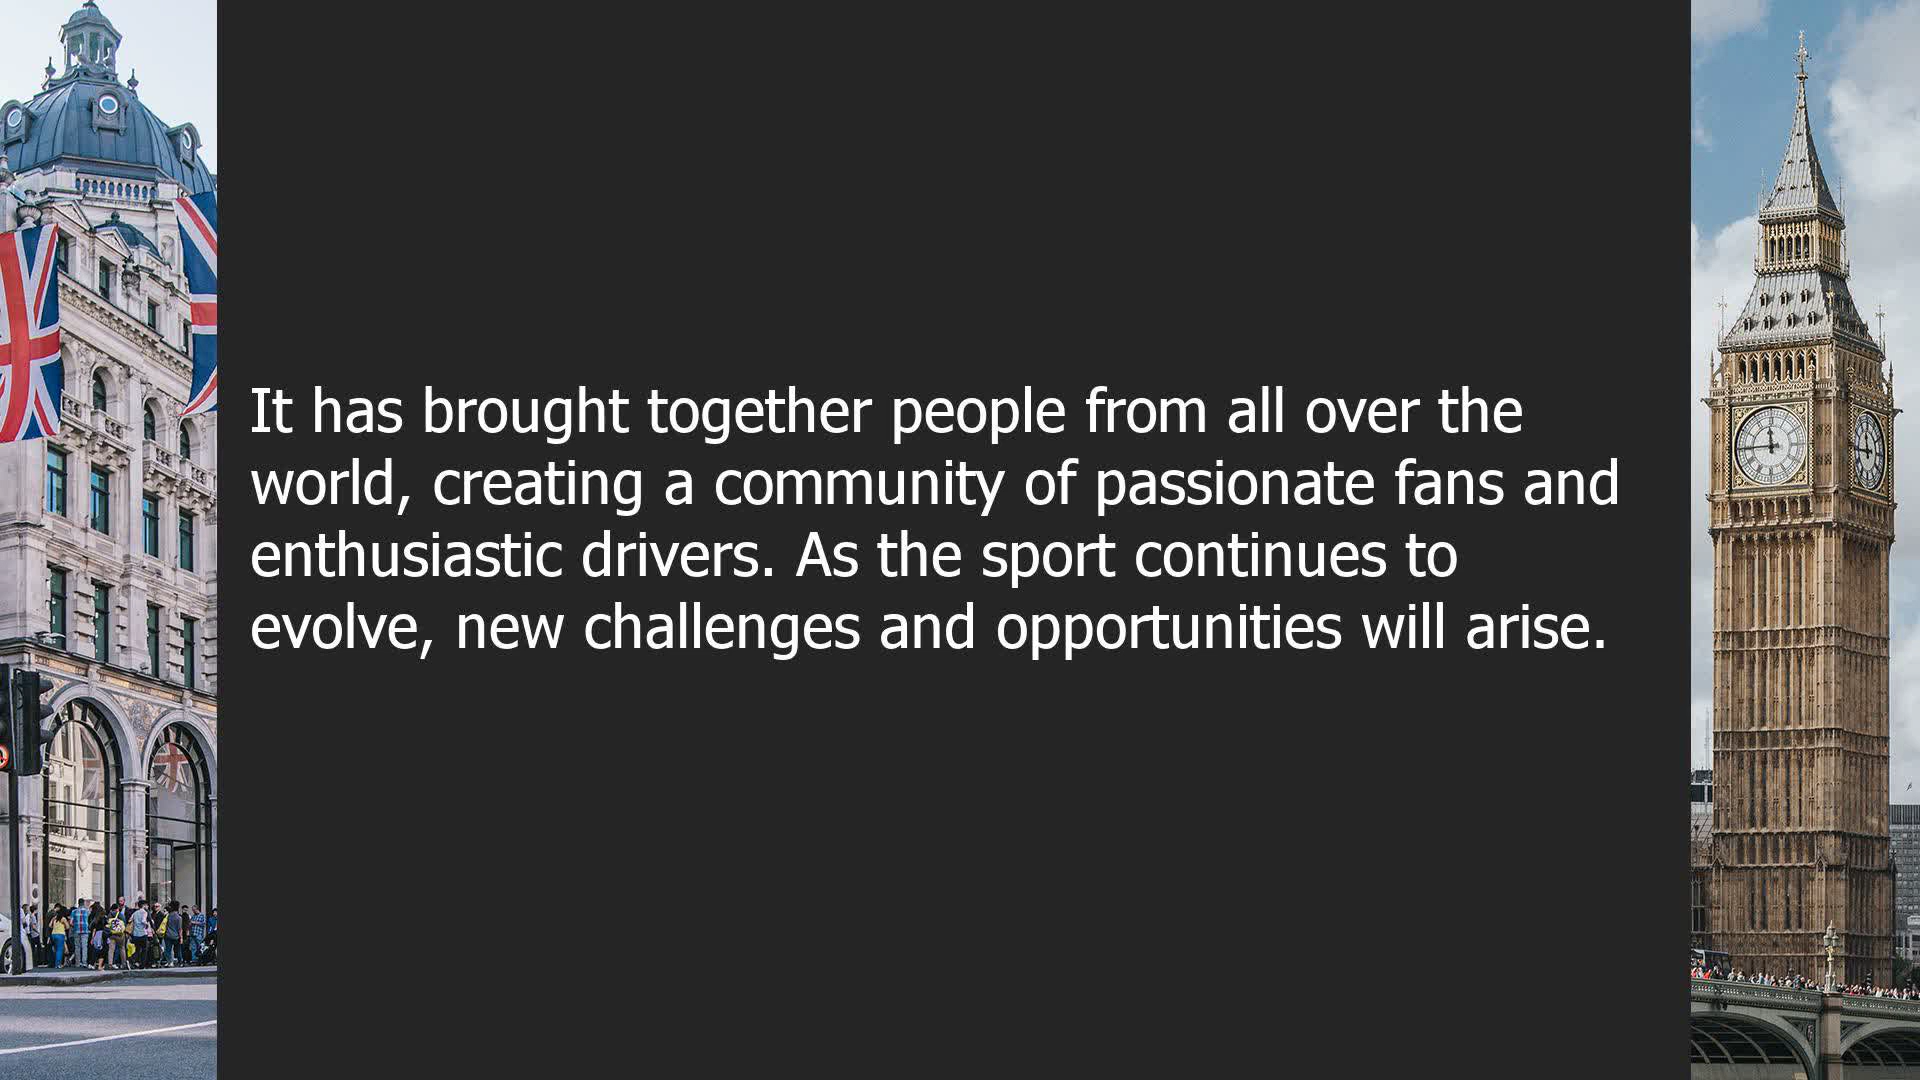 It has brought together people from all over the
world, creating a community of passionate fans and
enthusiastic drivers. As the sport continues to
evolve, new challenges and opportunities will arise.